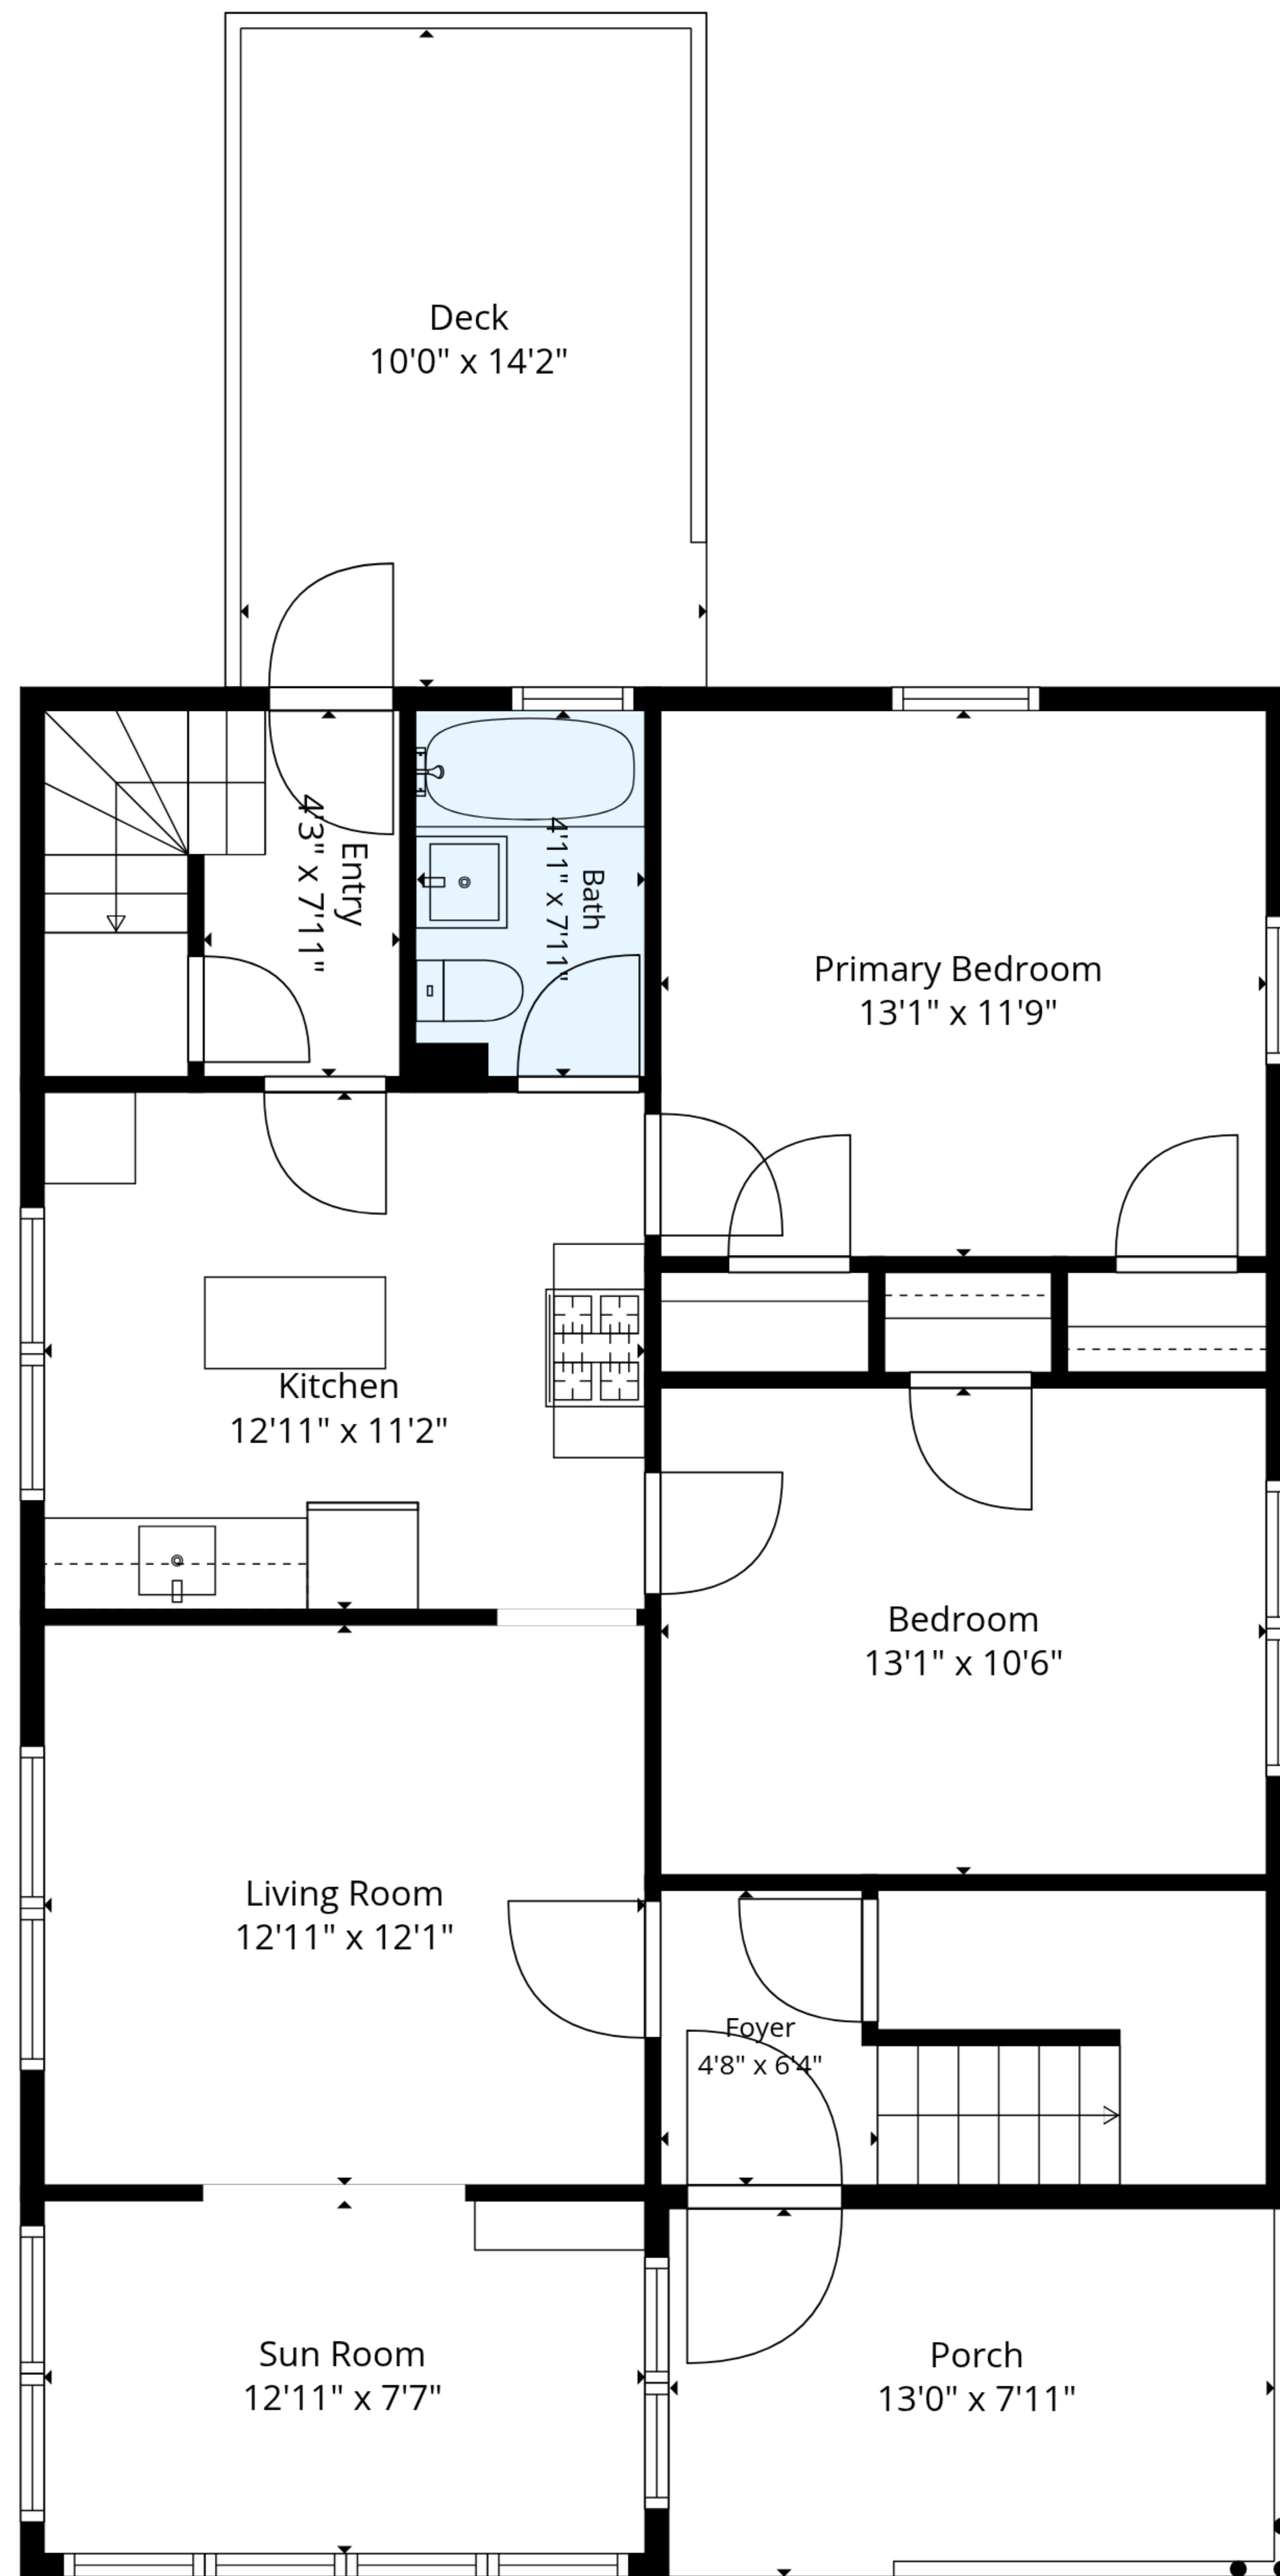 Deck
10'0" x 14'2"
Entry
4'3" x 7'11"
Bath
4'11" x 7'11"
Primary Bedroom
13'1" x 11'9"
Kitchen
12'11" x 11'2"
Bedroom
13'1" x 10'6"
Living Room
12'11" x 12'1"
Foyer
4'8" x 6'4"
Sun Room
12'11" x 7'7"
Porch
13'0" x 7'11"